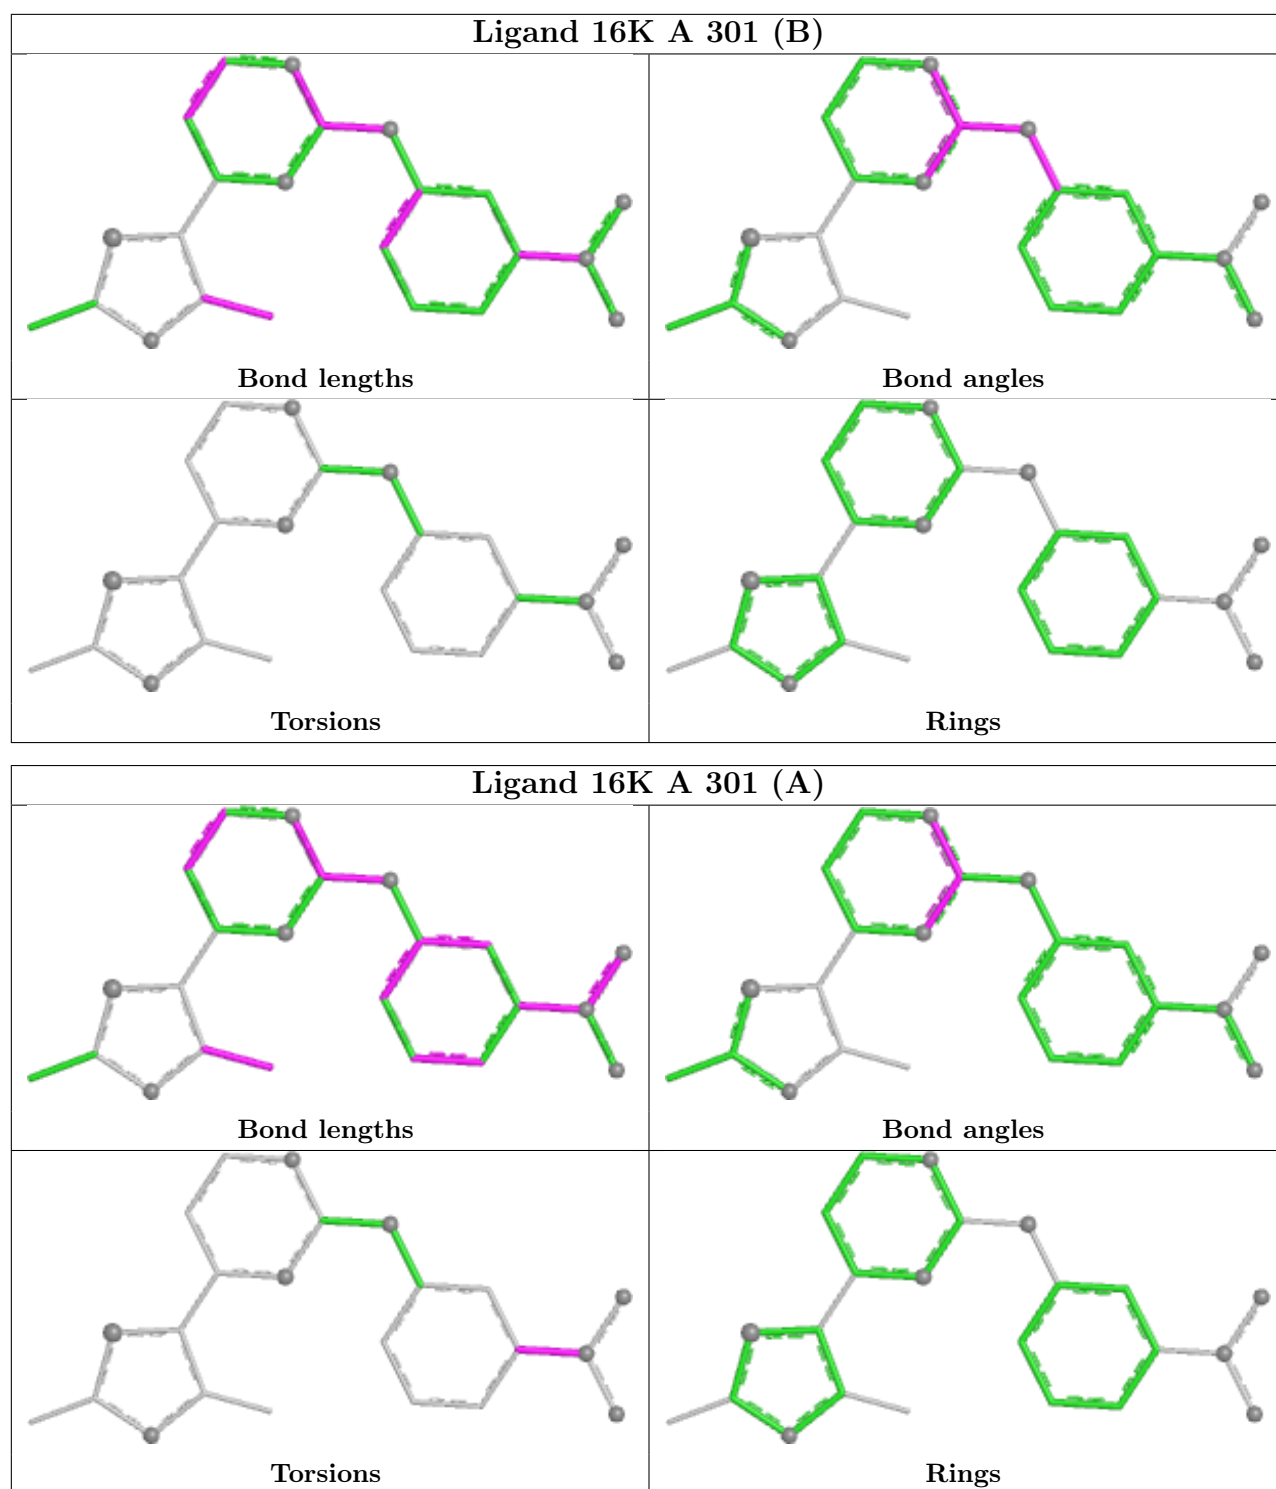 Ligand 16K A 301 (B)
Bond lengths
Bond angles
Torsions
Rings
Ligand 16K A 301 (A)
Bond lengths
Bond angles
Torsions
Rings